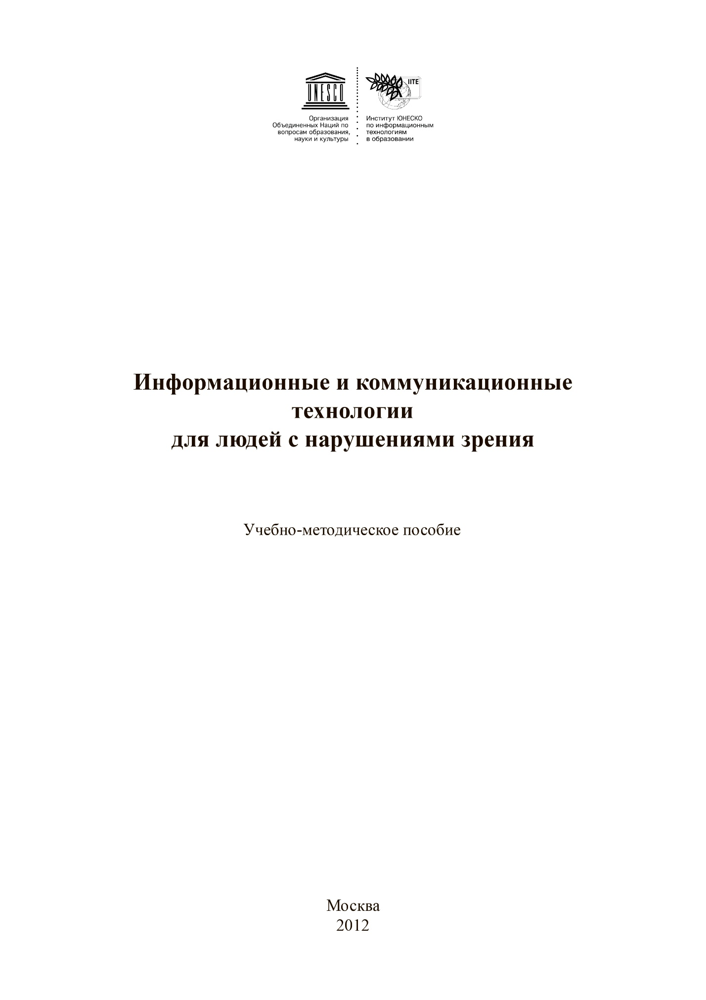 UNESCO
Организация
Объединенных Наций по
вопросам образования,
науки и культуры
IITE
Институт ЮНЕСКО
по информационным
технологиям
в образовании
Информационные и коммуникационные
технологии
для людей с нарушениями зрения
Учебно-методическое пособие
Москва
2012